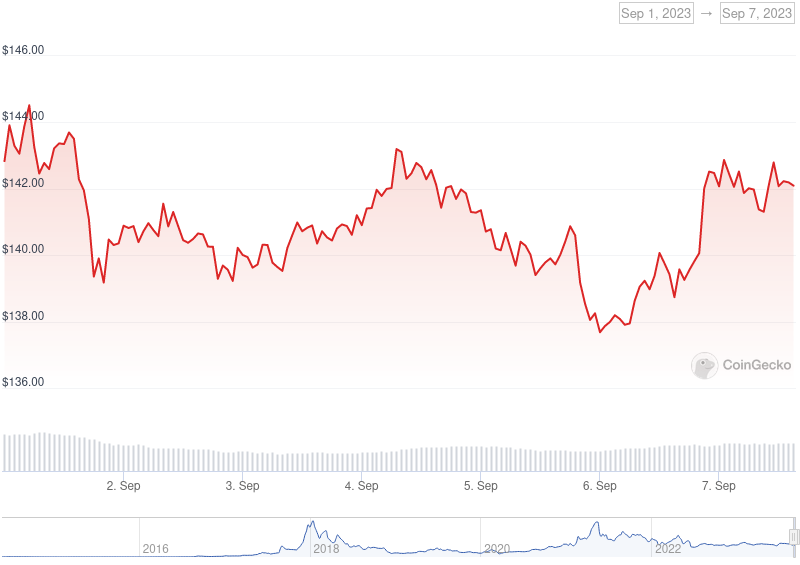 Sep 1, 2023 → Sep 7, 2023
$146.00
$144.00
$142.00
$140.00
$138.00
$136.00
CoinGecko
2. Sep 3. Sep 4. Sep 5. Sep 6. Sep 7. Sep
2016 2018 2020 2022